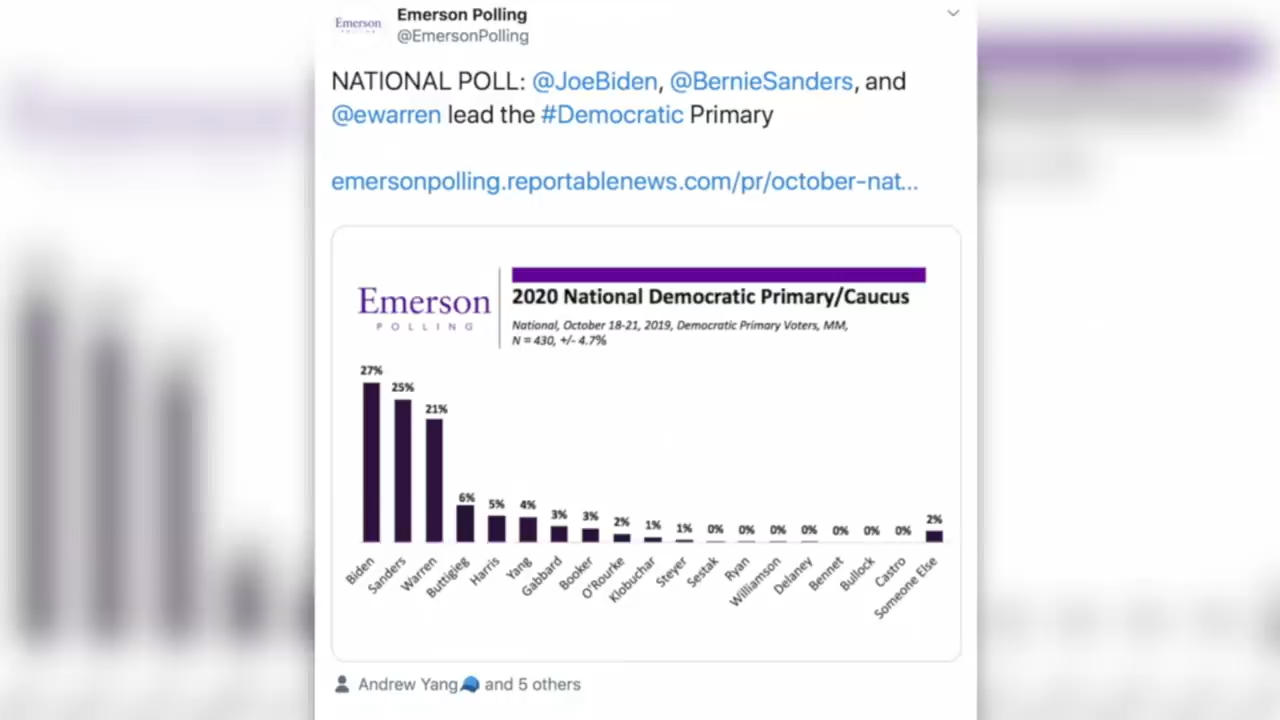 Emerson
POLLING
Emerson Polling
@EmersonPolling
NATIONAL POLL: @JoeBiden, @BernieSanders, and
@ewarren lead the #Democratic Primary
emersonpolling.reportablenews.com/pr/october-nat...
Emerson
POLLING
2020 National Democratic Primary/Caucus
National, October 18-21, 2019, Democratic Primary Voters, MM,
N = 430, +/- 4.7%
27%
25%
21%
6%
5%
4%
3%
3%
2%
1%
1%
0%
0%
0%
0%
0%
0%
0%
2%
Biden
Sanders
Warren
Buttigieg
Harris
Yang
Gabbard
Booker
O'Rourke
Klobuchar
Steyer
Sestak
Ryan
Williamson
Delaney
Bennet
Bullock
Castro
Someone Else
Andrew Yang🧢 and 5 others